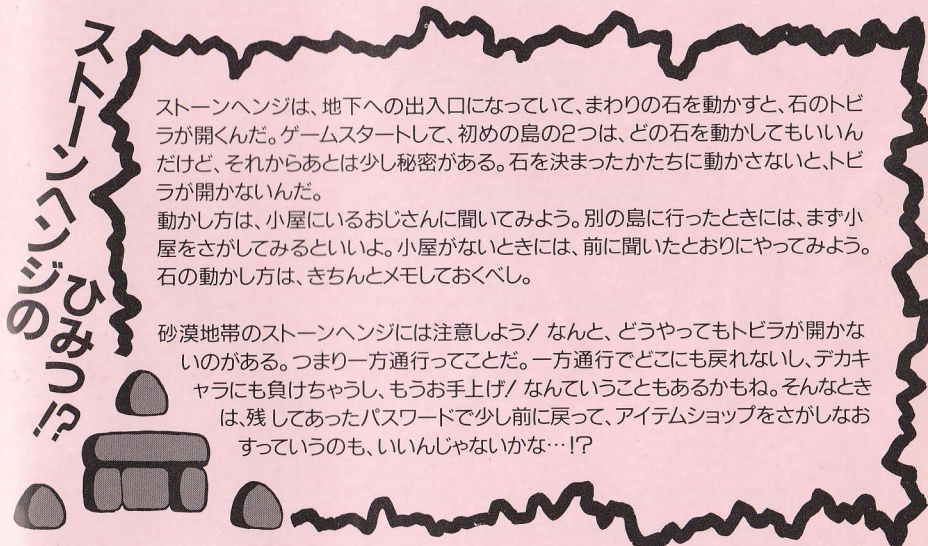 ストーンヘンジの
ひみつ!?
ストーンヘンジは、地下への出入口になっていて、まわりの石を動かすと、石のトビ
ラが開くんだ。ゲームスタートして、初めの島の2つは、どの石を動かしてもいいん
だけど、それからあとは少し秘密がある。石を決まったかたちに動かさないと、トビ
ラが開かないんだ。
動かし方は、小屋にいるおじさんに聞いてみよう。別の島に行ったときには、まず小
屋をさがしてみるといいよ。小屋がないときには、前に聞いたとおりにやってみよう。
石の動かし方は、きちんとメモしておくべし。
砂漠地帯のストーンヘンジには注意しよう! なんと、どうやってもトビラが開かな
いのがある。つまり一方通行ってことだ。一方通行でどこにも戻れないし、デカキ
ャラにも負けちゃうし、もうお手上げ! なんていうこともあるかもね。そんなとき
は、残してあったパスワードで少し前に戻って、アイテムショップをさがしなお
すっていうのも、いいんじゃないかな…!?